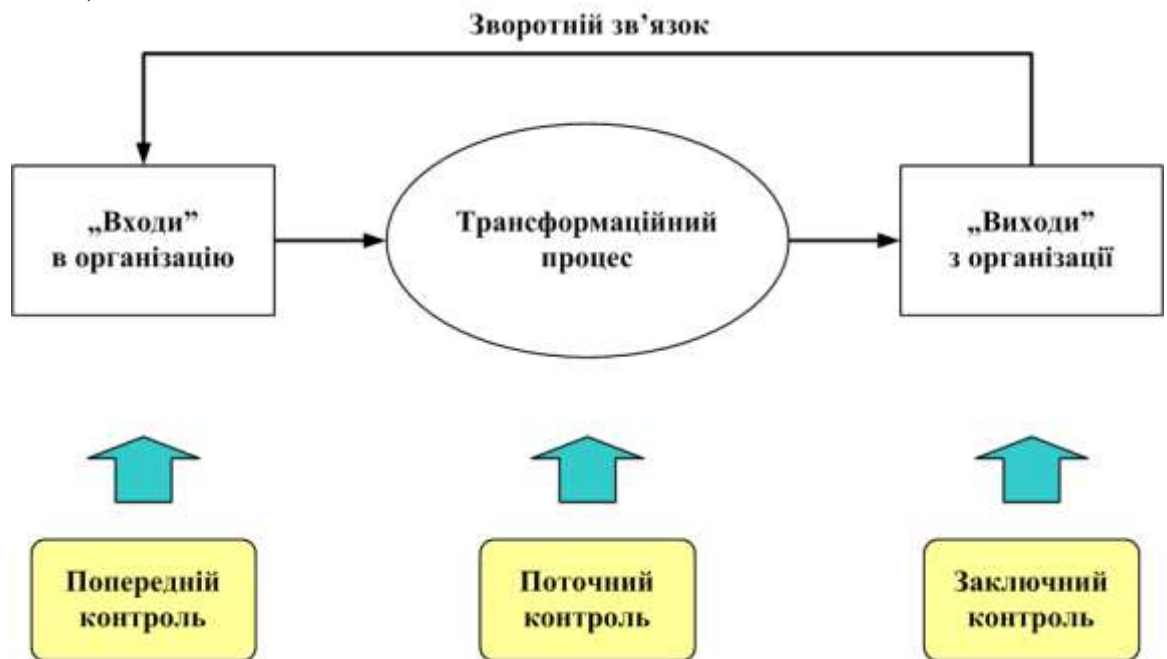 Зворотній зв’язок
„Входи”
в організацію
Трансформаційний
процес
„Виходи”
з організації
Попередній
контроль
Поточний
контроль
Заключний
контроль